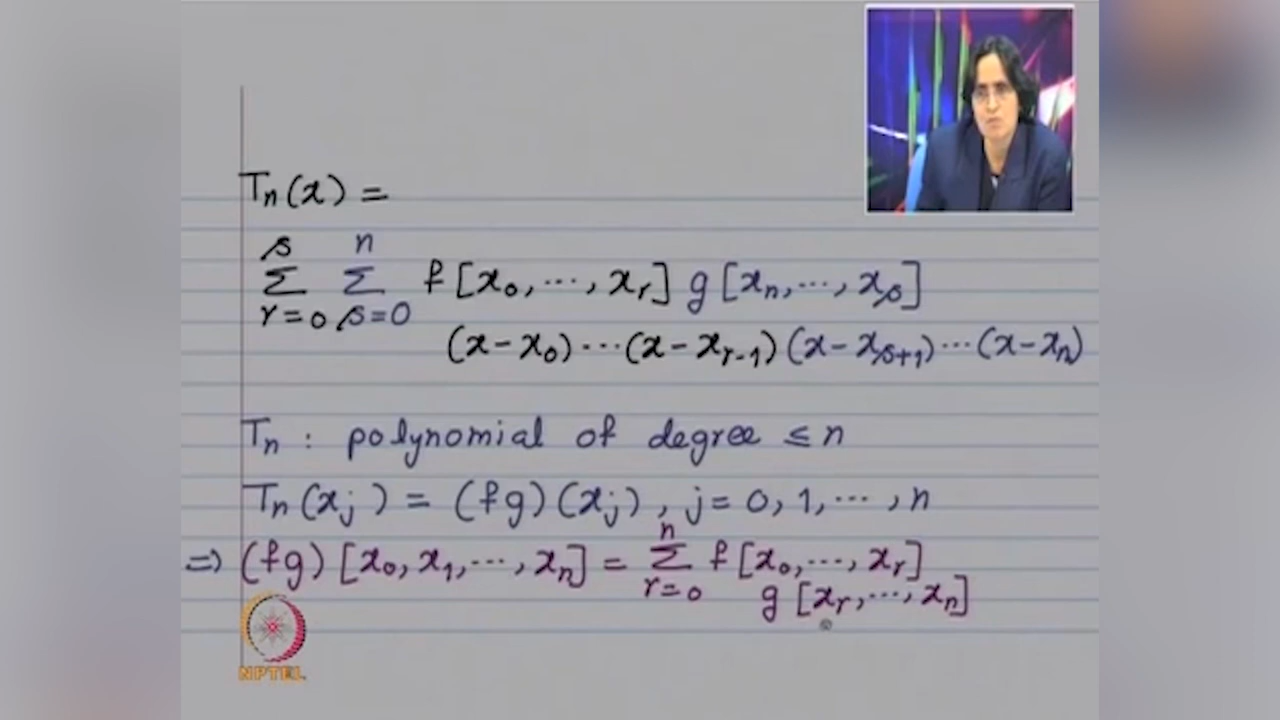 Tn(x) =
s n
Σ Σ f[x0,⋯,xr] g[xn,⋯,xs]
r=0 s=0
(x−x0)⋯(x−xr−1)(x−xs+1)⋯(x−xn)
Tn : polynomial of degree ≤ n
Tn(xj) = (fg)(xj), j=0,1,⋯,n
⇒ (fg)[x0,x1,⋯,xn] = Σ_{r=0}^{n} f[x0,⋯,xr]
g[xr,⋯,xn]
NPTEL